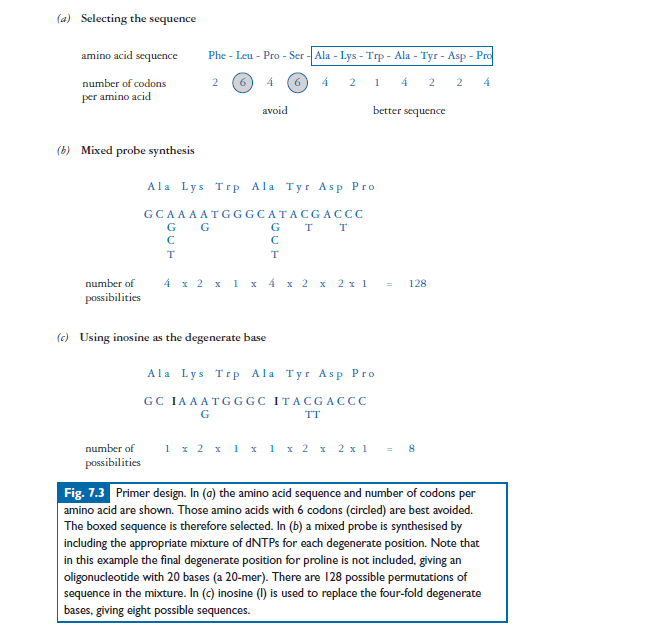 (a) Selecting the sequence
amino acid sequence Phe - Leu - Pro - Ser - Ala - Lys - Trp - Ala - Tyr - Asp - Pro
number of codons 2 6 4 6 4 2 1 4 2 2 4
per amino acid
avoid better sequence
(b) Mixed probe synthesis
Ala Lys Trp Ala Tyr Asp Pro
GCAAAATGGGCATACGACCC
G G G T T
C C
T T
number of 4 x 2 x 1 x 4 x 2 x 2 x 1 = 128
possibilities
(c) Using inosine as the degenerate base
Ala Lys Trp Ala Tyr Asp Pro
GC IAAATGGGC ITACGACCC
G TT
number of 1 x 2 x 1 x 1 x 2 x 2 x 1 = 8
possibilities
Fig. 7.3 Primer design. In (a) the amino acid sequence and number of codons per
amino acid are shown. Those amino acids with 6 codons (circled) are best avoided.
The boxed sequence is therefore selected. In (b) a mixed probe is synthesised by
including the appropriate mixture of dNTPs for each degenerate position. Note that
in this example the final degenerate position for proline is not included, giving an
oligonucleotide with 20 bases (a 20-mer). There are 128 possible permutations of
sequence in the mixture. In (c) inosine (I) is used to replace the four-fold degenerate
bases, giving eight possible sequences.